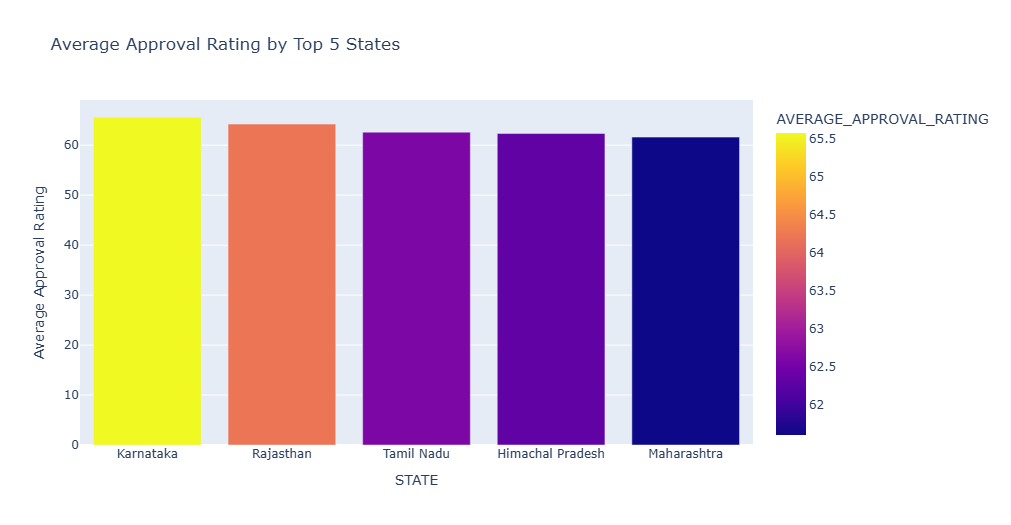 Average Approval Rating by Top 5 States
Average Approval Rating
60
50
40
30
20
10
0
Karnataka
Rajasthan
Tamil Nadu
Himachal Pradesh
Maharashtra
STATE
AVERAGE_APPROVAL_RATING
65.5
65
64.5
64
63.5
63
62.5
62